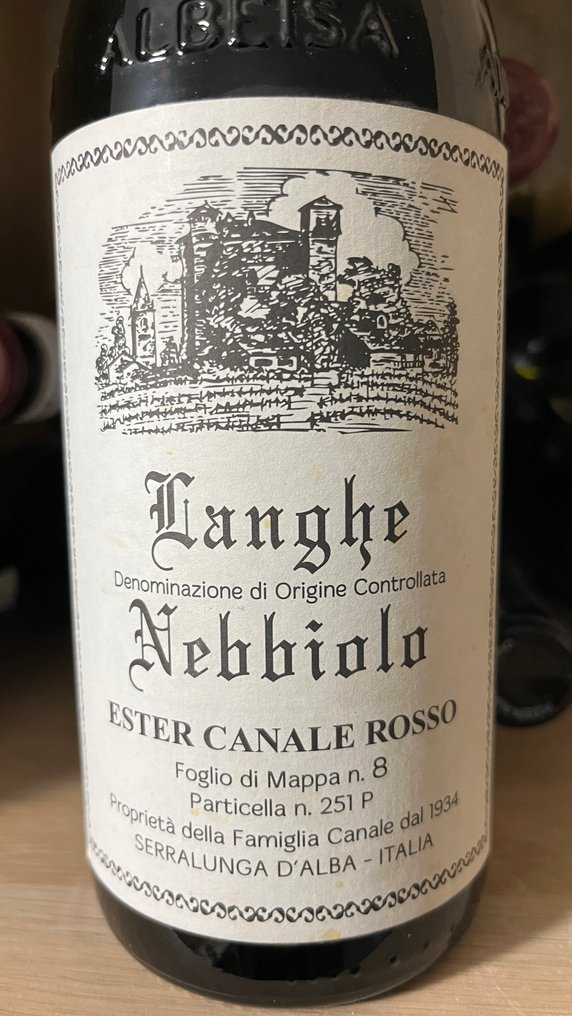 ALBEISA
Langhe
Denominazione di Origine Controllata
Nebbiolo
ESTER CANALE ROSSO
Foglio di Mappa n. 8
Particella n. 251 P
Proprietà della Famiglia Canale dal 1934
SERRALUNGA D'ALBA - ITALIA